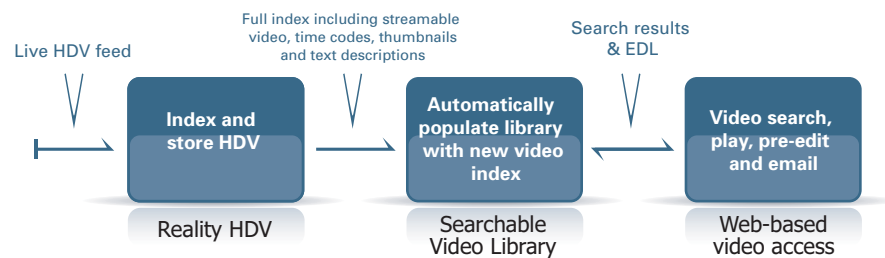 Live HDV feed
Full index including streamable
video, time codes, thumbnails
and text descriptions
Search results
& EDL
Index and
store HDV
Automatically
populate library
with new video
index
Video search,
play, pre-edit
and email
Reality HDV
Searchable
Video Library
Web-based
video access